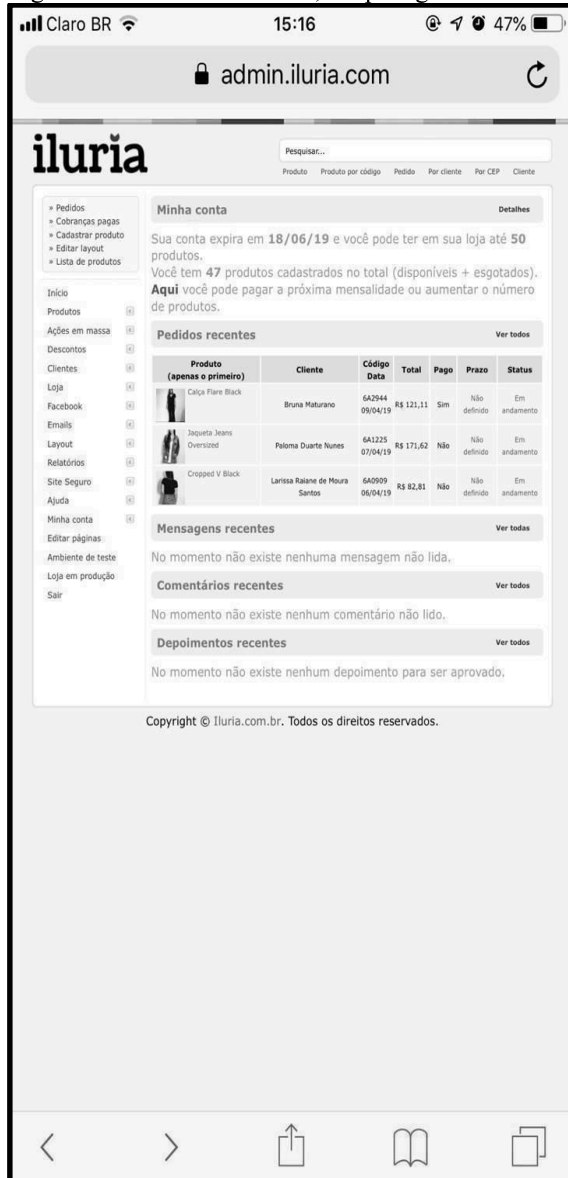 Claro BR
15:16
47%
admin.iluria.com
iluria
Pesquisar...
Produto Produto por código Pedido Por cliente Por CEP Cliente
» Pedidos
» Cobranças pagas
» Cadastrar produto
» Editar layout
» Lista de produtos
Início
Produtos
Ações em massa
Descontos
Clientes
Loja
Facebook
Emails
Layout
Relatórios
Site Seguro
Ajuda
Minha conta
Editar páginas
Ambiente de teste
Loja em produção
Sair
Minha conta Detalhes
Sua conta expira em 18/06/19 e você pode ter em sua loja até 50
produtos.
Você tem 47 produtos cadastrados no total (disponíveis + esgotados).
Aqui você pode pagar a próxima mensalidade ou aumentar o número
de produtos.
Pedidos recentes Ver todos
Produto
(apenas o primeiro)
Cliente
Código
Data
Total
Pago
Prazo
Status
Calça Flare Black
Bruna Maturano
6A2944
09/04/19
R$ 121,11
Sim
Não
definido
Em
andamento
Jaqueta Jeans
Oversized
Paloma Duarte Nunes
6A1225
07/04/19
R$ 171,62
Não
Não
definido
Em
andamento
Cropped V Black
Larissa Raiane de Moura
Santos
6A0909
06/04/19
R$ 82,81
Não
Não
definido
Em
andamento
Mensagens recentes Ver todas
No momento não existe nenhuma mensagem não lida.
Comentários recentes Ver todos
No momento não existe nenhum comentário não lido.
Depoimentos recentes Ver todos
No momento não existe nenhum depoimento para ser aprovado.
Copyright © Iluria.com.br. Todos os direitos reservados.